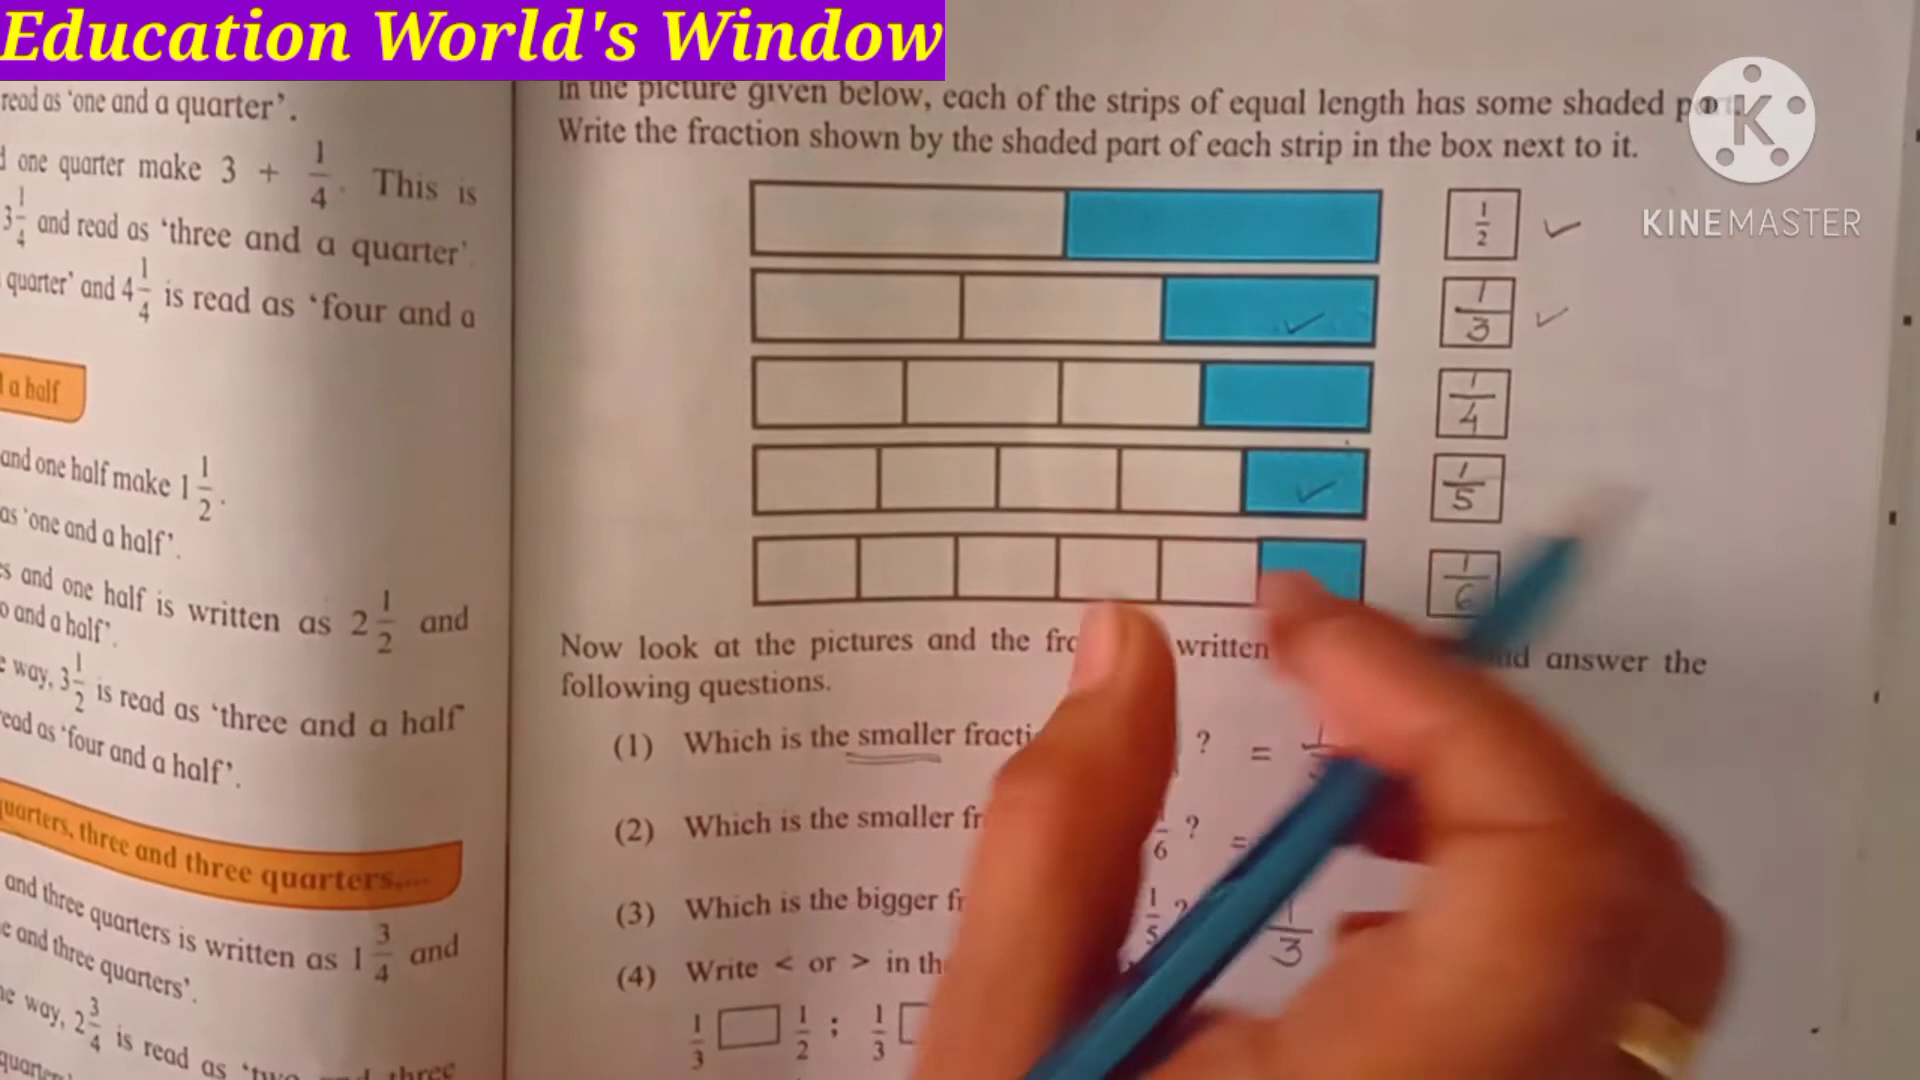 Education World's Window
KINEMASTER
read as 'one and a quarter'.
one quarter make 3 + 1/4. This is
3 1/4 and read as 'three and a quarter'.
quarter' and 4 1/4 is read as 'four and a
a half
and one half make 1 1/2.
as 'one and a half'.
and one half is written as 2 1/2 and
and a half'.
way, 3 1/2 is read as 'three and a half'
read as 'four and a half'.
quarters, three and three quarters,...
and three quarters is written as 1 3/4 and
and three quarters'.
way, 2 3/4 is read as 'two and three
In the picture given below, each of the strips of equal length has some shaded
Write the fraction shown by the shaded part of each strip in the box next to it.
1/2
1/3
1/4
1/5
1/6
Now look at the pictures and the written answer the
following questions.
(1) Which is the smaller ? =
(2) Which is the smaller 6 ? =
(3) Which is the bigger 1/5 ? 1/3
(4) Write < or > in
1/3 1/2 ; 1/3